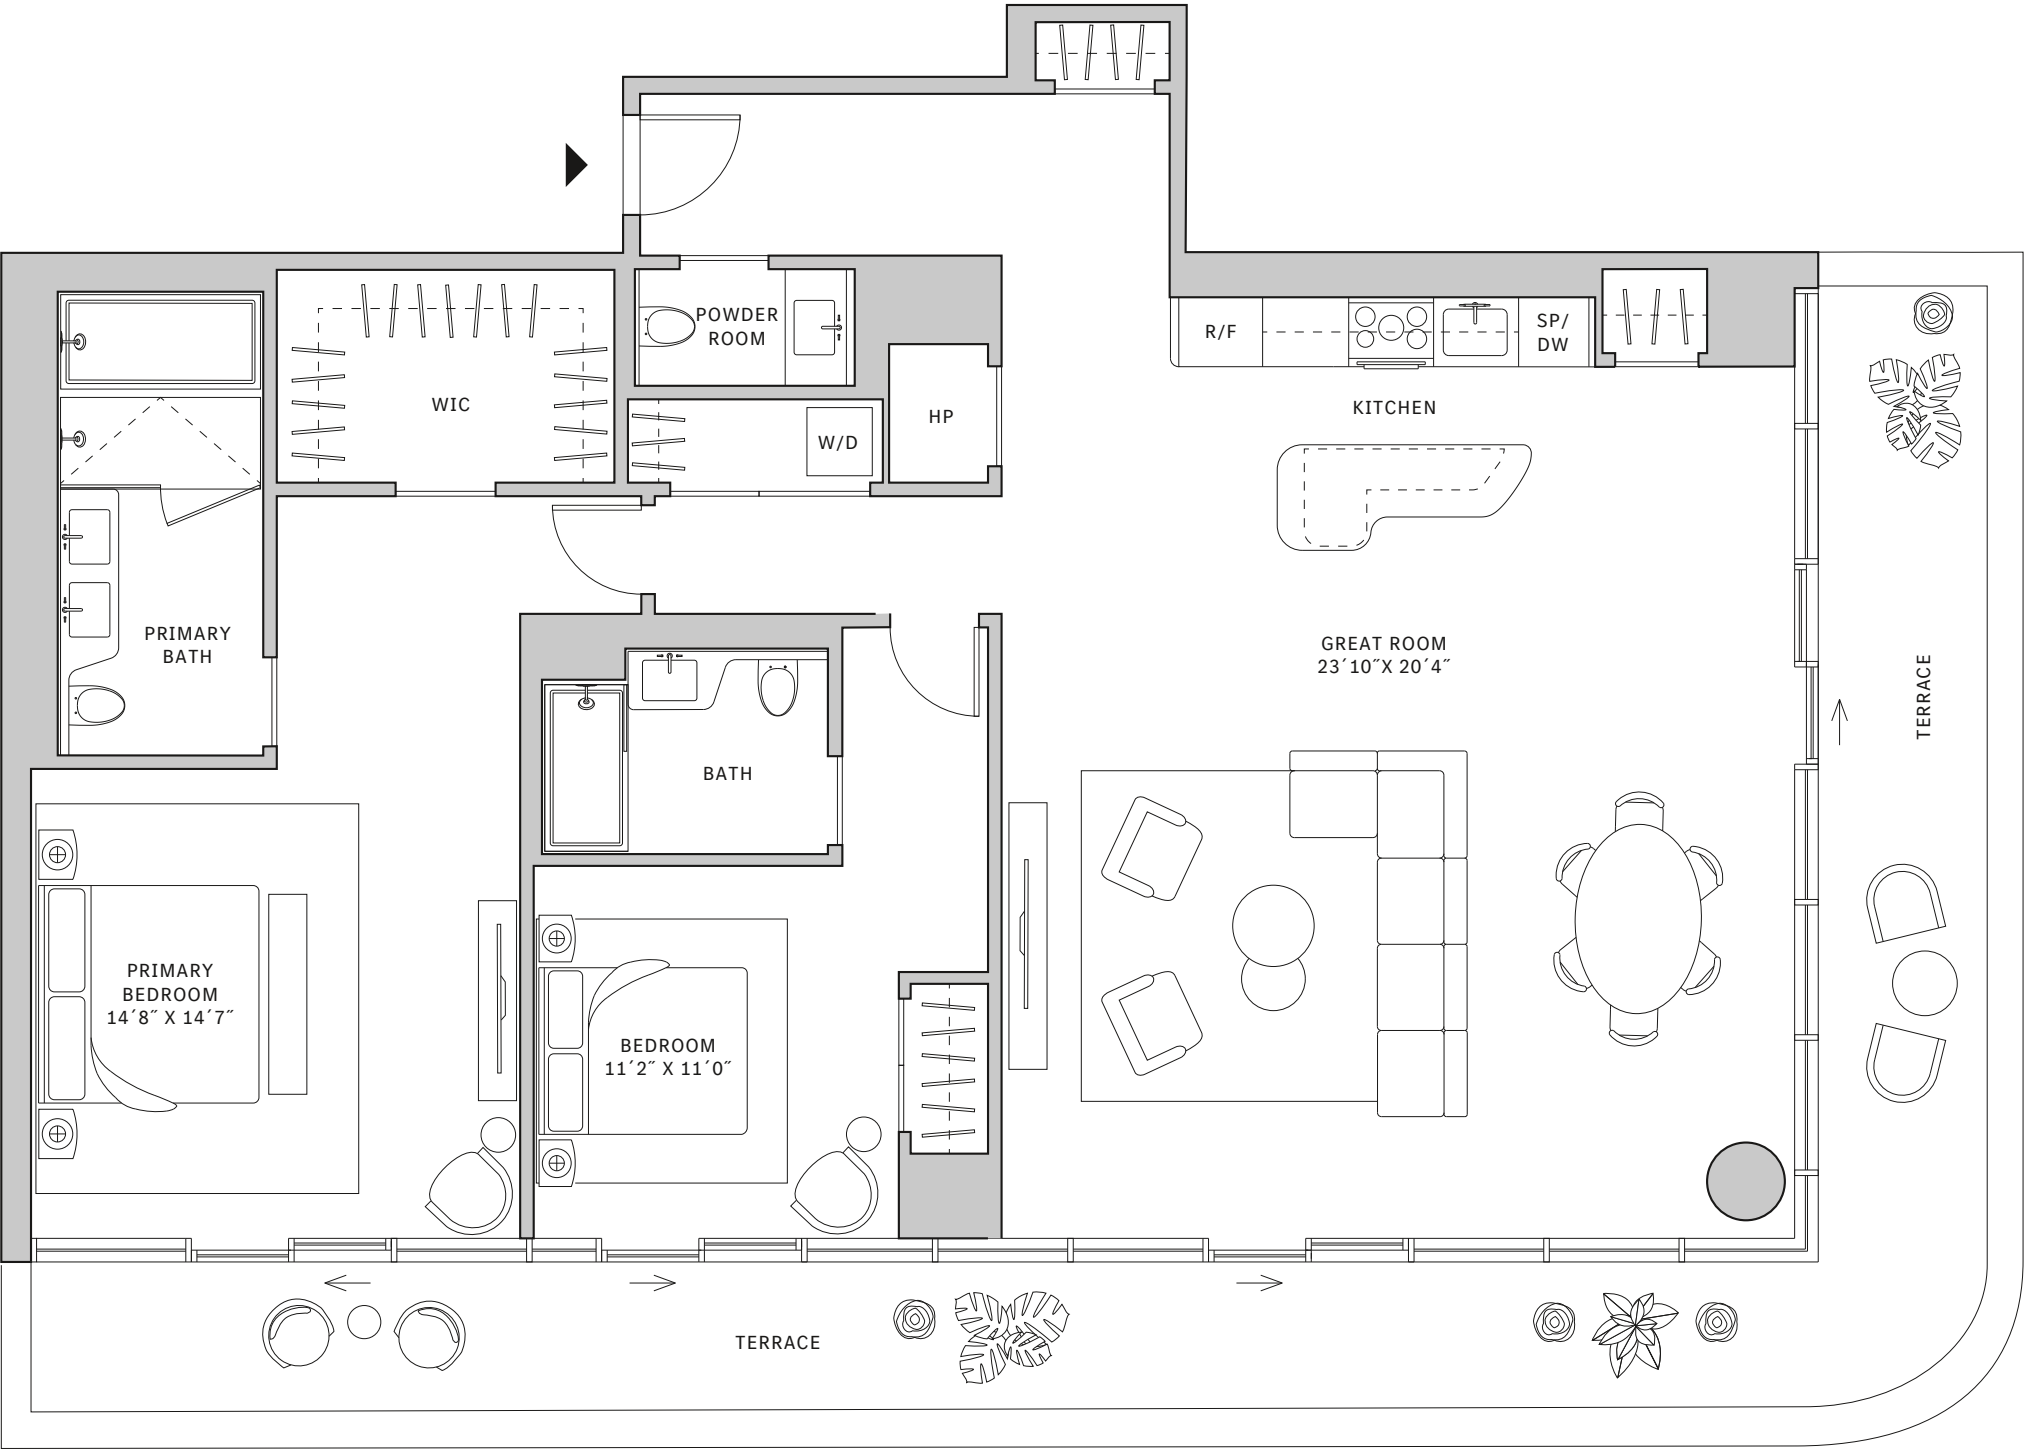 POWDER
ROOM
R/F
SP/
DW
WIC
KITCHEN
HP
W/D
PRIMARY
BATH
GREAT ROOM
23´10˝X 20´4˝
TERRACE
BATH
PRIMARY
BEDROOM
14´8˝ X 14´7˝
BEDROOM
11´2˝ X 11´0˝
TERRACE